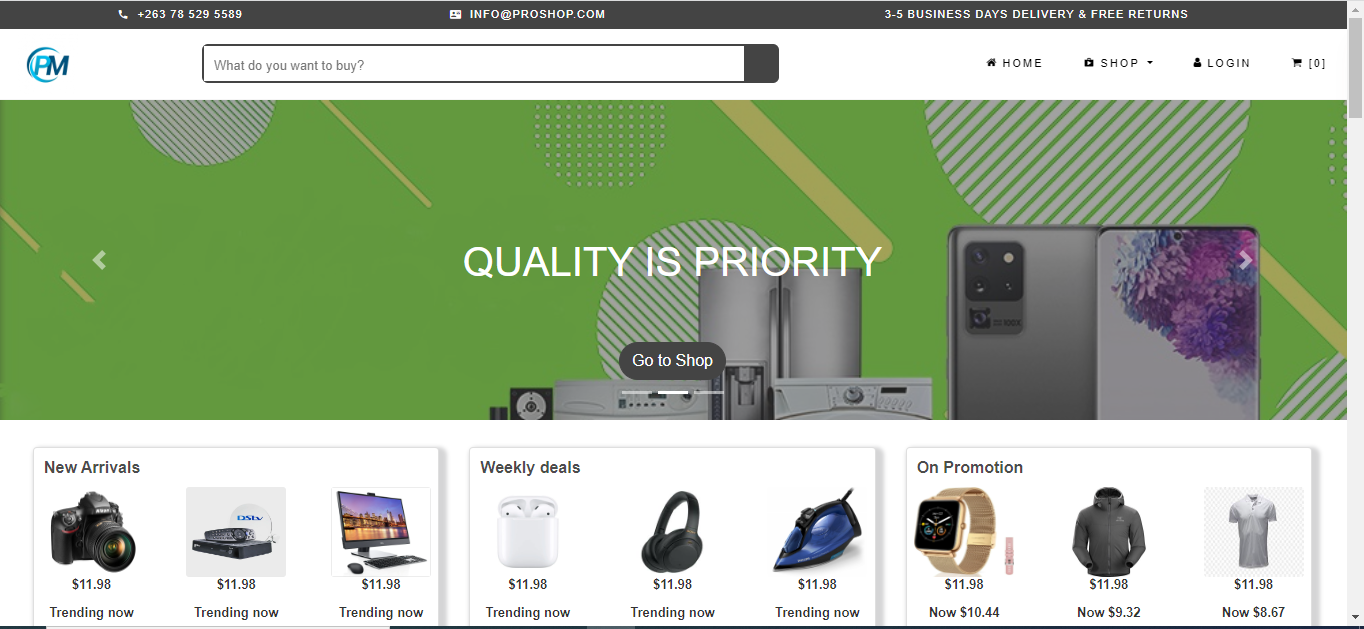 +263 78 529 5589
INFO@PROSHOP.COM
3-5 BUSINESS DAYS DELIVERY & FREE RETURNS
PM
What do you want to buy?
HOME
SHOP
LOGIN
[0]
QUALITY IS PRIORITY
Go to Shop
New Arrivals
DStv
$11.98 $11.98 $11.98
Trending now Trending now Trending now
Weekly deals
$11.98 $11.98 $11.98
Trending now Trending now Trending now
On Promotion
$11.98 $11.98 $11.98
Now $10.44 Now $9.32 Now $8.67